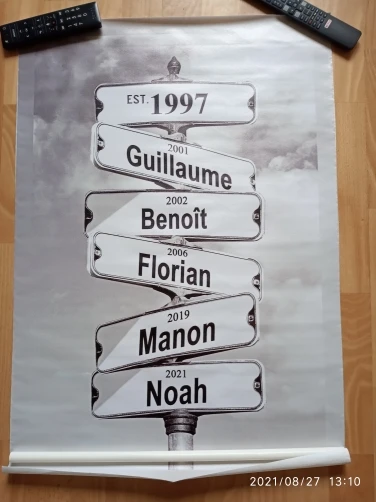 EST. 1997
2001
Guillaume
2002
Benoît
2006
Florian
2019
Manon
2021
Noah
2021/08/27 13:10